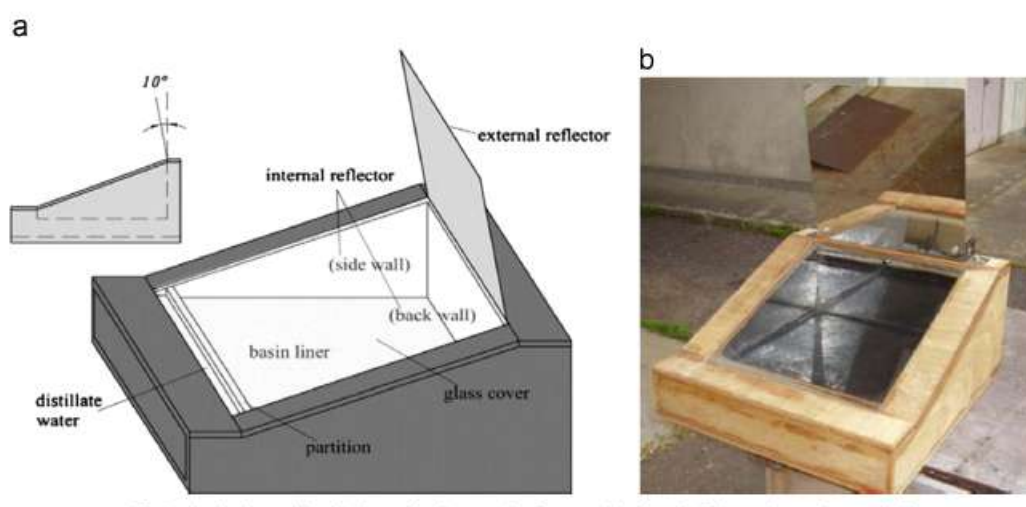 a
b
10°
external reflector
internal reflector
(side wall)
(back wall)
basin liner
glass cover
distillate
water
partition